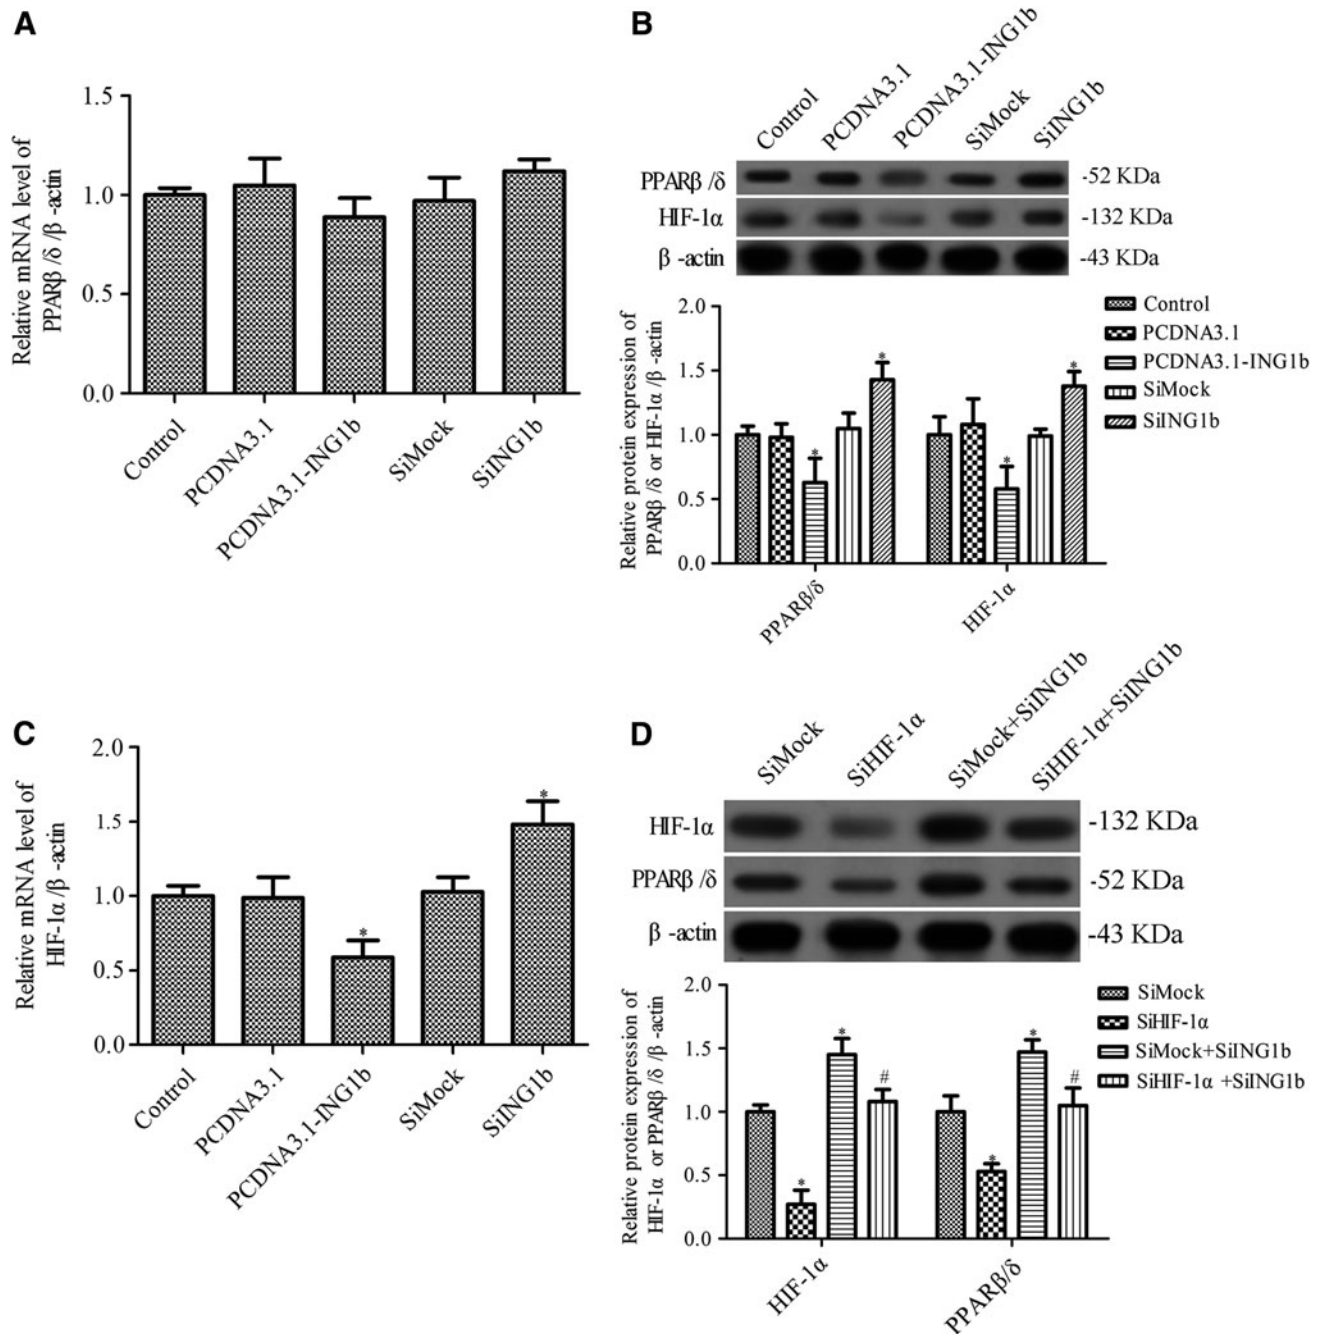 A
Relative mRNA level of
PPARβ /δ /β -actin
1.5
1.0
0.5
0.0
Control
PCDNA3.1
PCDNA3.1-ING1b
SiMock
SiING1b
B
Control
PCDNA3.1
PCDNA3.1-ING1b
SiMock
SiING1b
PPARβ /δ
-52 KDa
HIF-1α
-132 KDa
β -actin
-43 KDa
Relative protein expression of
PPARβ /δ or HIF-1α /β -actin
2.0
1.5
1.0
0.5
0.0
*
*
*
*
PPARβ/δ
HIF-1α
Control
PCDNA3.1
PCDNA3.1-ING1b
SiMock
SiING1b
C
Relative mRNA level of
HIF-1α /β -actin
2.0
1.5
1.0
0.5
0.0
*
*
Control
PCDNA3.1
PCDNA3.1-ING1b
SiMock
SiING1b
D
SiMock
SiHIF-1α
SiMock+SiING1b
SiHIF-1α+SiING1b
HIF-1α
-132 KDa
PPARβ /δ
-52 KDa
β -actin
-43 KDa
Relative protein expression of
HIF-1α or PPARβ /δ /β -actin
2.0
1.5
1.0
0.5
0.0
*
*
#
*
*
#
HIF-1α
PPARβ/δ
SiMock
SiHIF-1α
SiMock+SiING1b
SiHIF-1α +SiING1b